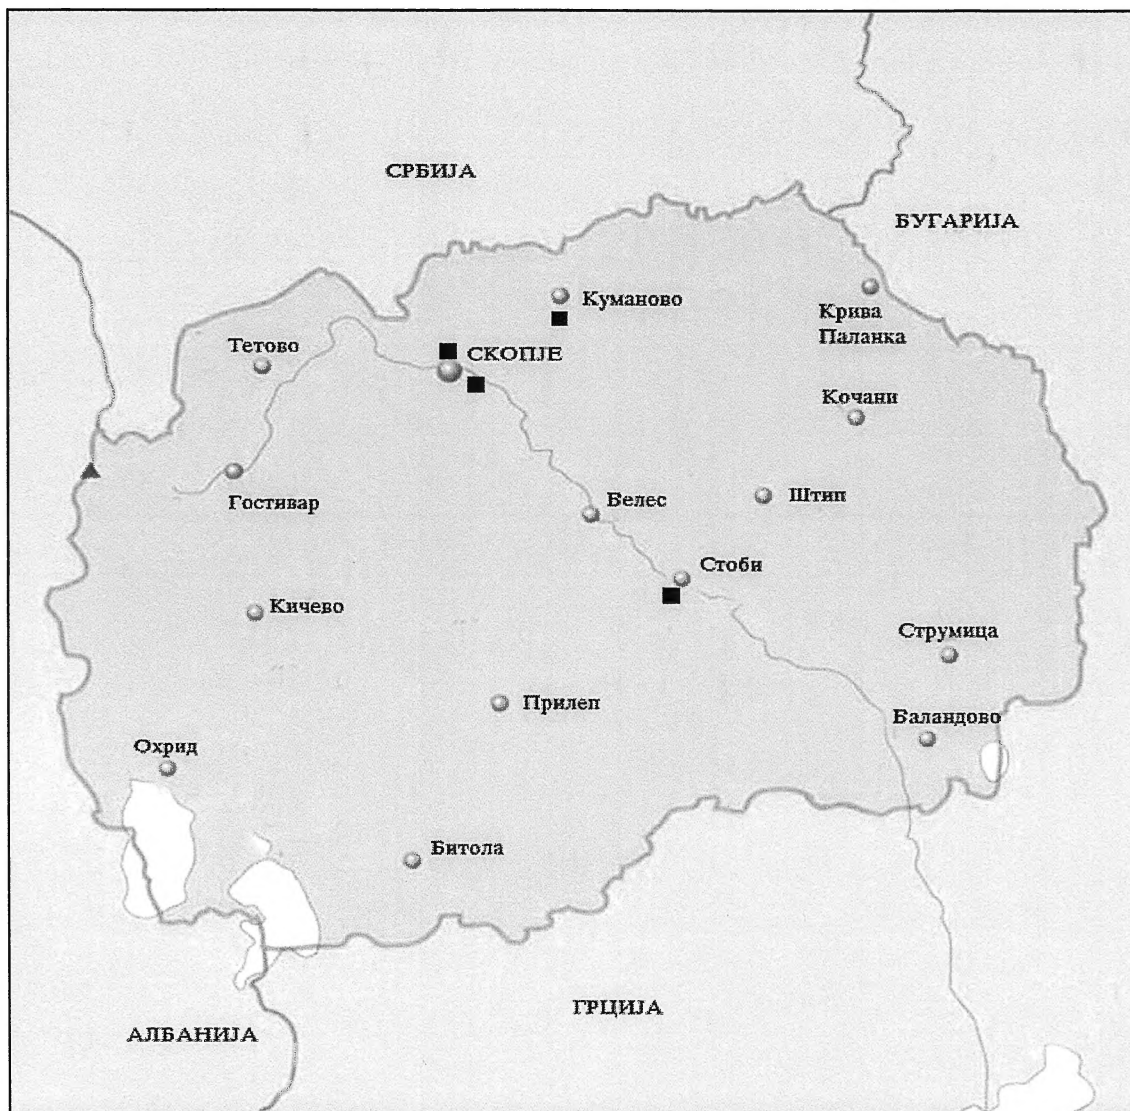 СРБИЈА
БУГАРИЈА
Куманово
Крива
Паланка
Тетово
СКОПЈЕ
Кочани
Гостивар
Велес
Штип
Стоби
Кичево
Струмица
Прилеп
Баландово
Охрид
Битола
ГРЦИЈА
АЛБАНИЈА